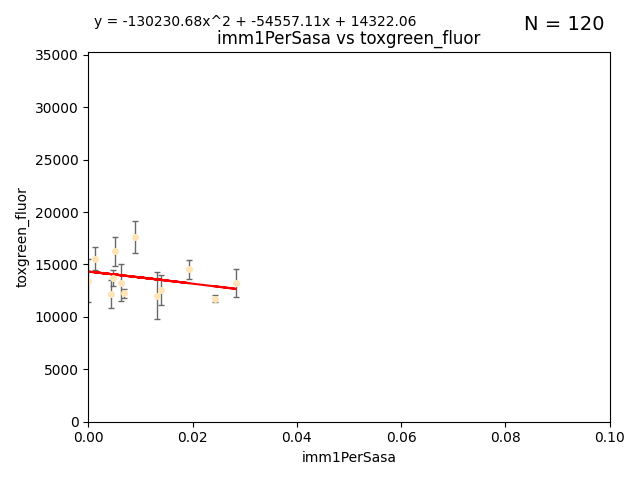 y = -130230.68x^2 + -54557.11x + 14322.06
N = 120
imm1PerSasa vs toxgreen_fluor
35000
30000
25000
20000
15000
10000
5000
0
toxgreen_fluor
0.00 0.02 0.04 0.06 0.08 0.10
imm1PerSasa